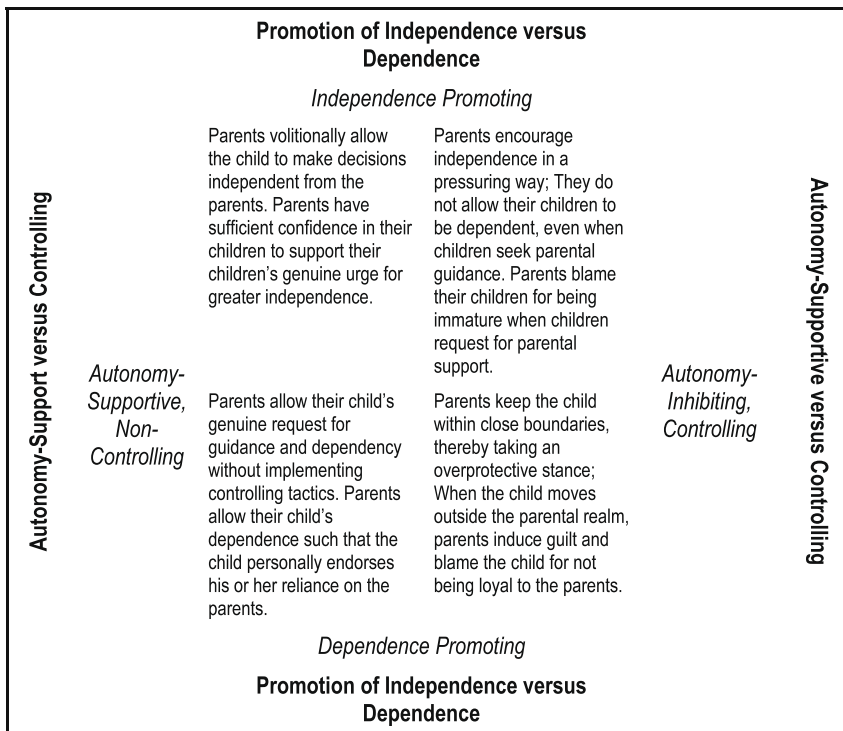 Promotion of Independence versus
Dependence
Independence Promoting
Autonomy-Support versus Controlling
Autonomy-
Supportive,
Non-
Controlling
Parents volitionally allow
the child to make decisions
independent from the
parents. Parents have
sufficient confidence in their
children to support their
children's genuine urge for
greater independence.
Parents encourage
independence in a
pressuring way; They do
not allow their children to
be dependent, even when
children seek parental
guidance. Parents blame
their children for being
immature when children
request for parental
support.
Parents allow their child's
genuine request for
guidance and dependency
without implementing
controlling tactics. Parents
allow their child's
dependence such that the
child personally endorses
his or her reliance on the
parents.
Parents keep the child
within close boundaries,
thereby taking an
overprotective stance;
When the child moves
outside the parental realm,
parents induce guilt and
blame the child for not
being loyal to the parents.
Autonomy-
Inhibiting,
Controlling
Autonomy-Supportive versus Controlling
Dependence Promoting
Promotion of Independence versus
Dependence